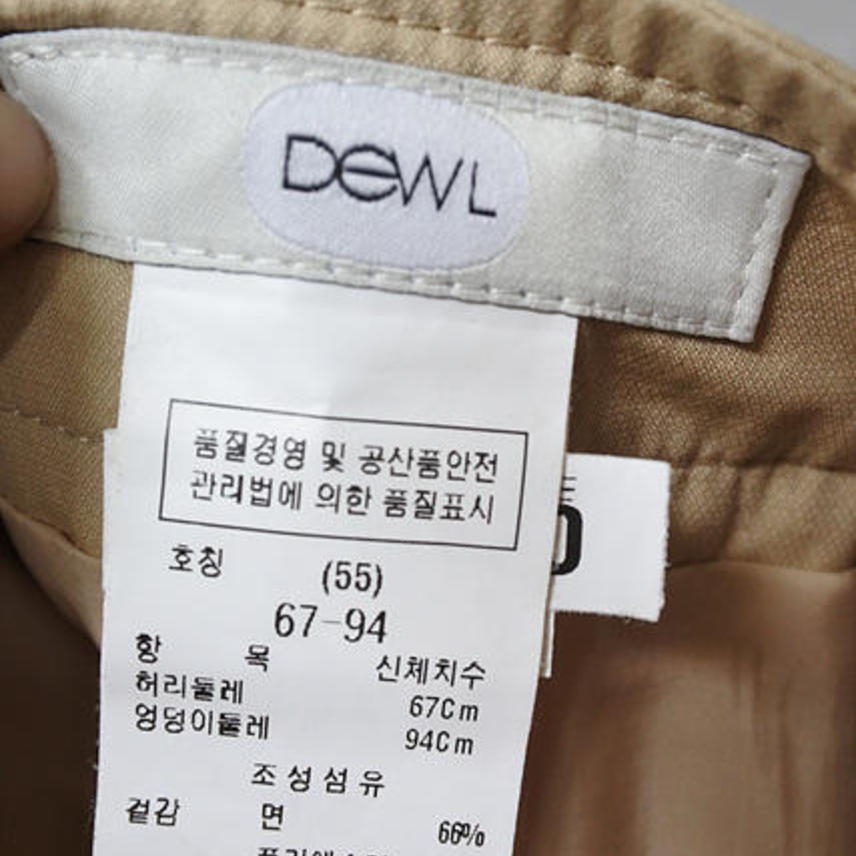 DEWL
품질경영 및 공산품안전
관리법에 의한 품질표시
호칭 (55)
67-94
항 목 신체치수
허리둘레 67Cm
엉덩이둘레 94Cm
조성섬유
겉감 면 66%